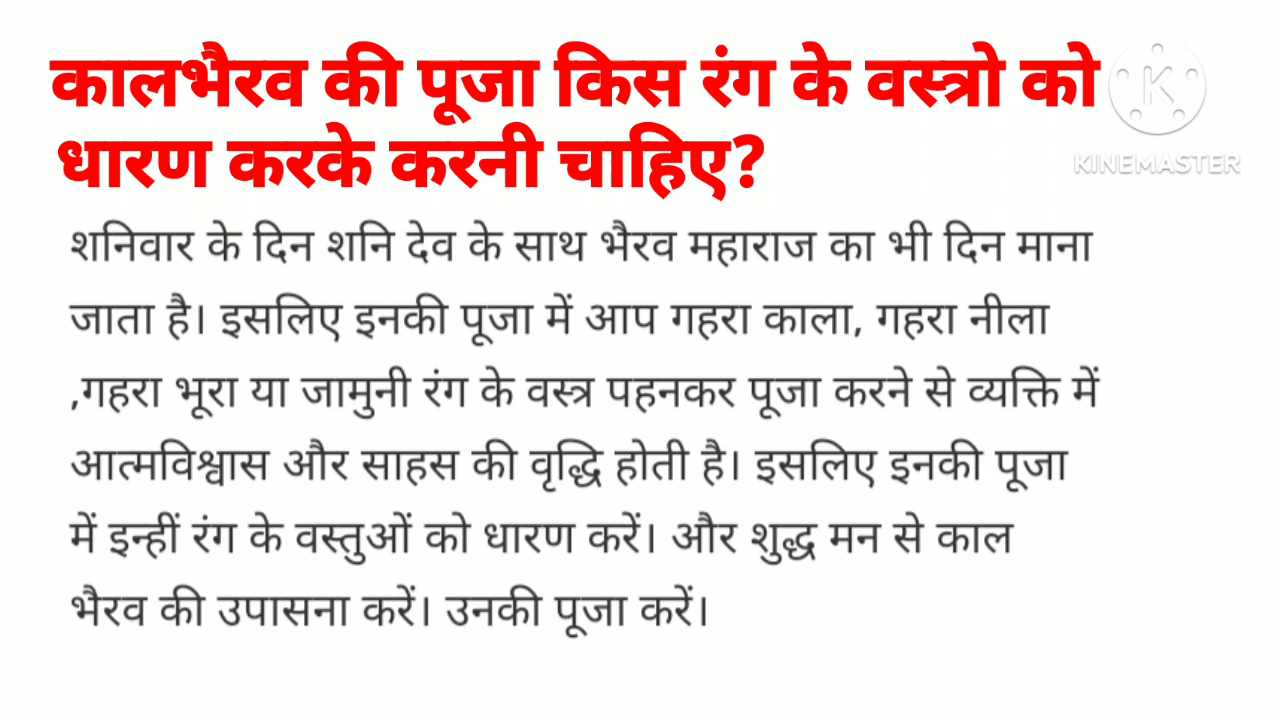 कालभैरव की पूजा किस रंग के वस्त्रो को
धारण करके करनी चाहिए?
KINEMASTER
शनिवार के दिन शनि देव के साथ भैरव महाराज का भी दिन माना
जाता है। इसलिए इनकी पूजा में आप गहरा काला, गहरा नीला
,गहरा भूरा या जामुनी रंग के वस्त्र पहनकर पूजा करने से व्यक्ति में
आत्मविश्वास और साहस की वृद्धि होती है। इसलिए इनकी पूजा
में इन्हीं रंग के वस्तुओं को धारण करें। और शुद्ध मन से काल
भैरव की उपासना करें। उनकी पूजा करें।